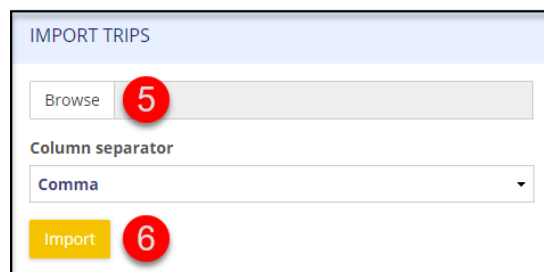 IMPORT TRIPS
Browse 5
Column separator
Comma
Import 6